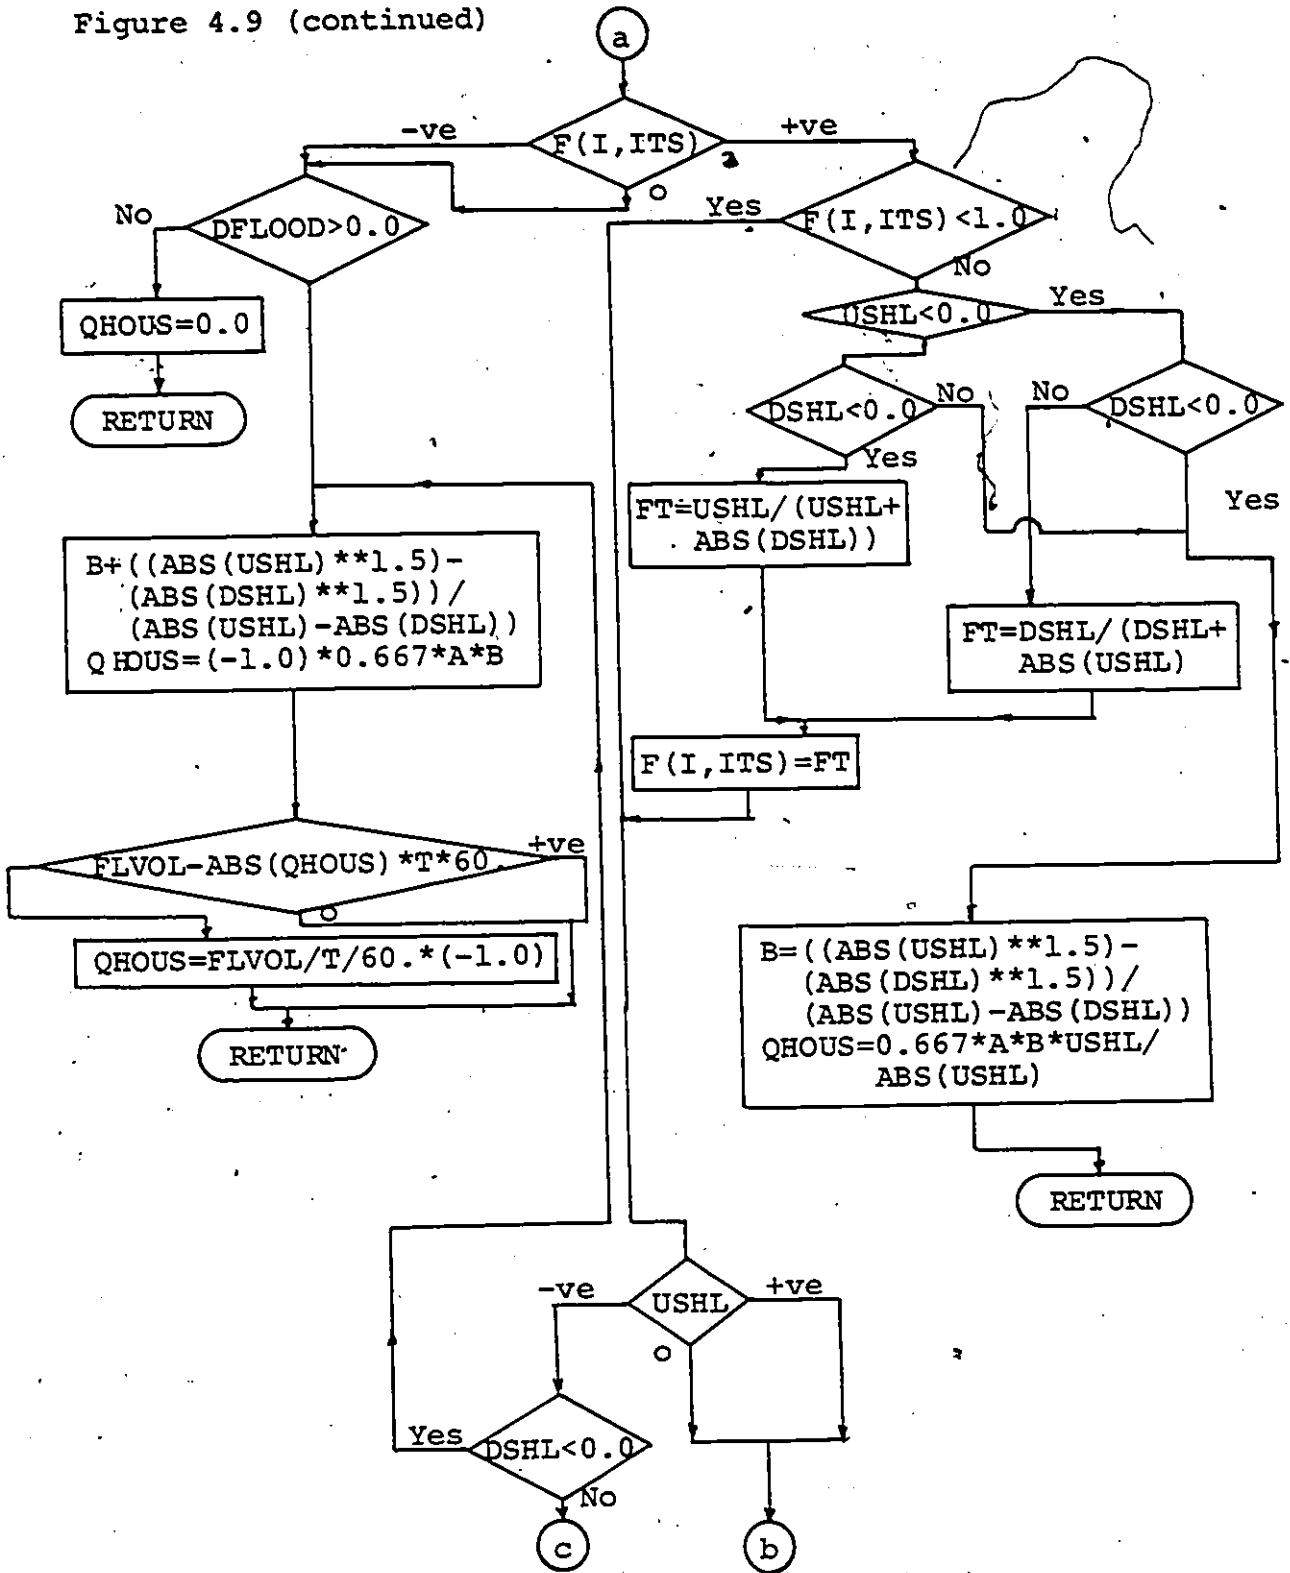 Figure 4.9 (continued)
a
-ve
F(I,ITS)
+ve
o
No
DFLOOD>0.0
Yes
F(I,ITS)<1.0
No
QHOUS=0.0
RETURN
USHL<0.0
Yes
DSHL<0.0
No
Yes
No
DSHL<0.0
Yes
FT=USHL/(USHL+
ABS(DSHL))
B+((ABS(USHL)**1.5)-
(ABS(DSHL)**1.5))/
(ABS(USHL)-ABS(DSHL))
QHOUS=(-1.0)*0.667*A*B
FT=DSHL/(DSHL+
ABS(USHL)
F(I,ITS)=FT
FLVOL-ABS(QHOUS)*T*60.
+ve
o
QHOUS=FLVOL/T/60.*(-1.0)
RETURN
B=((ABS(USHL)**1.5)-
(ABS(DSHL)**1.5))/
(ABS(USHL)-ABS(DSHL))
QHOUS=0.667*A*B*USHL/
ABS(USHL)
RETURN
-ve
USHL
+ve
o
Yes
DSHL<0.0
No
c
b